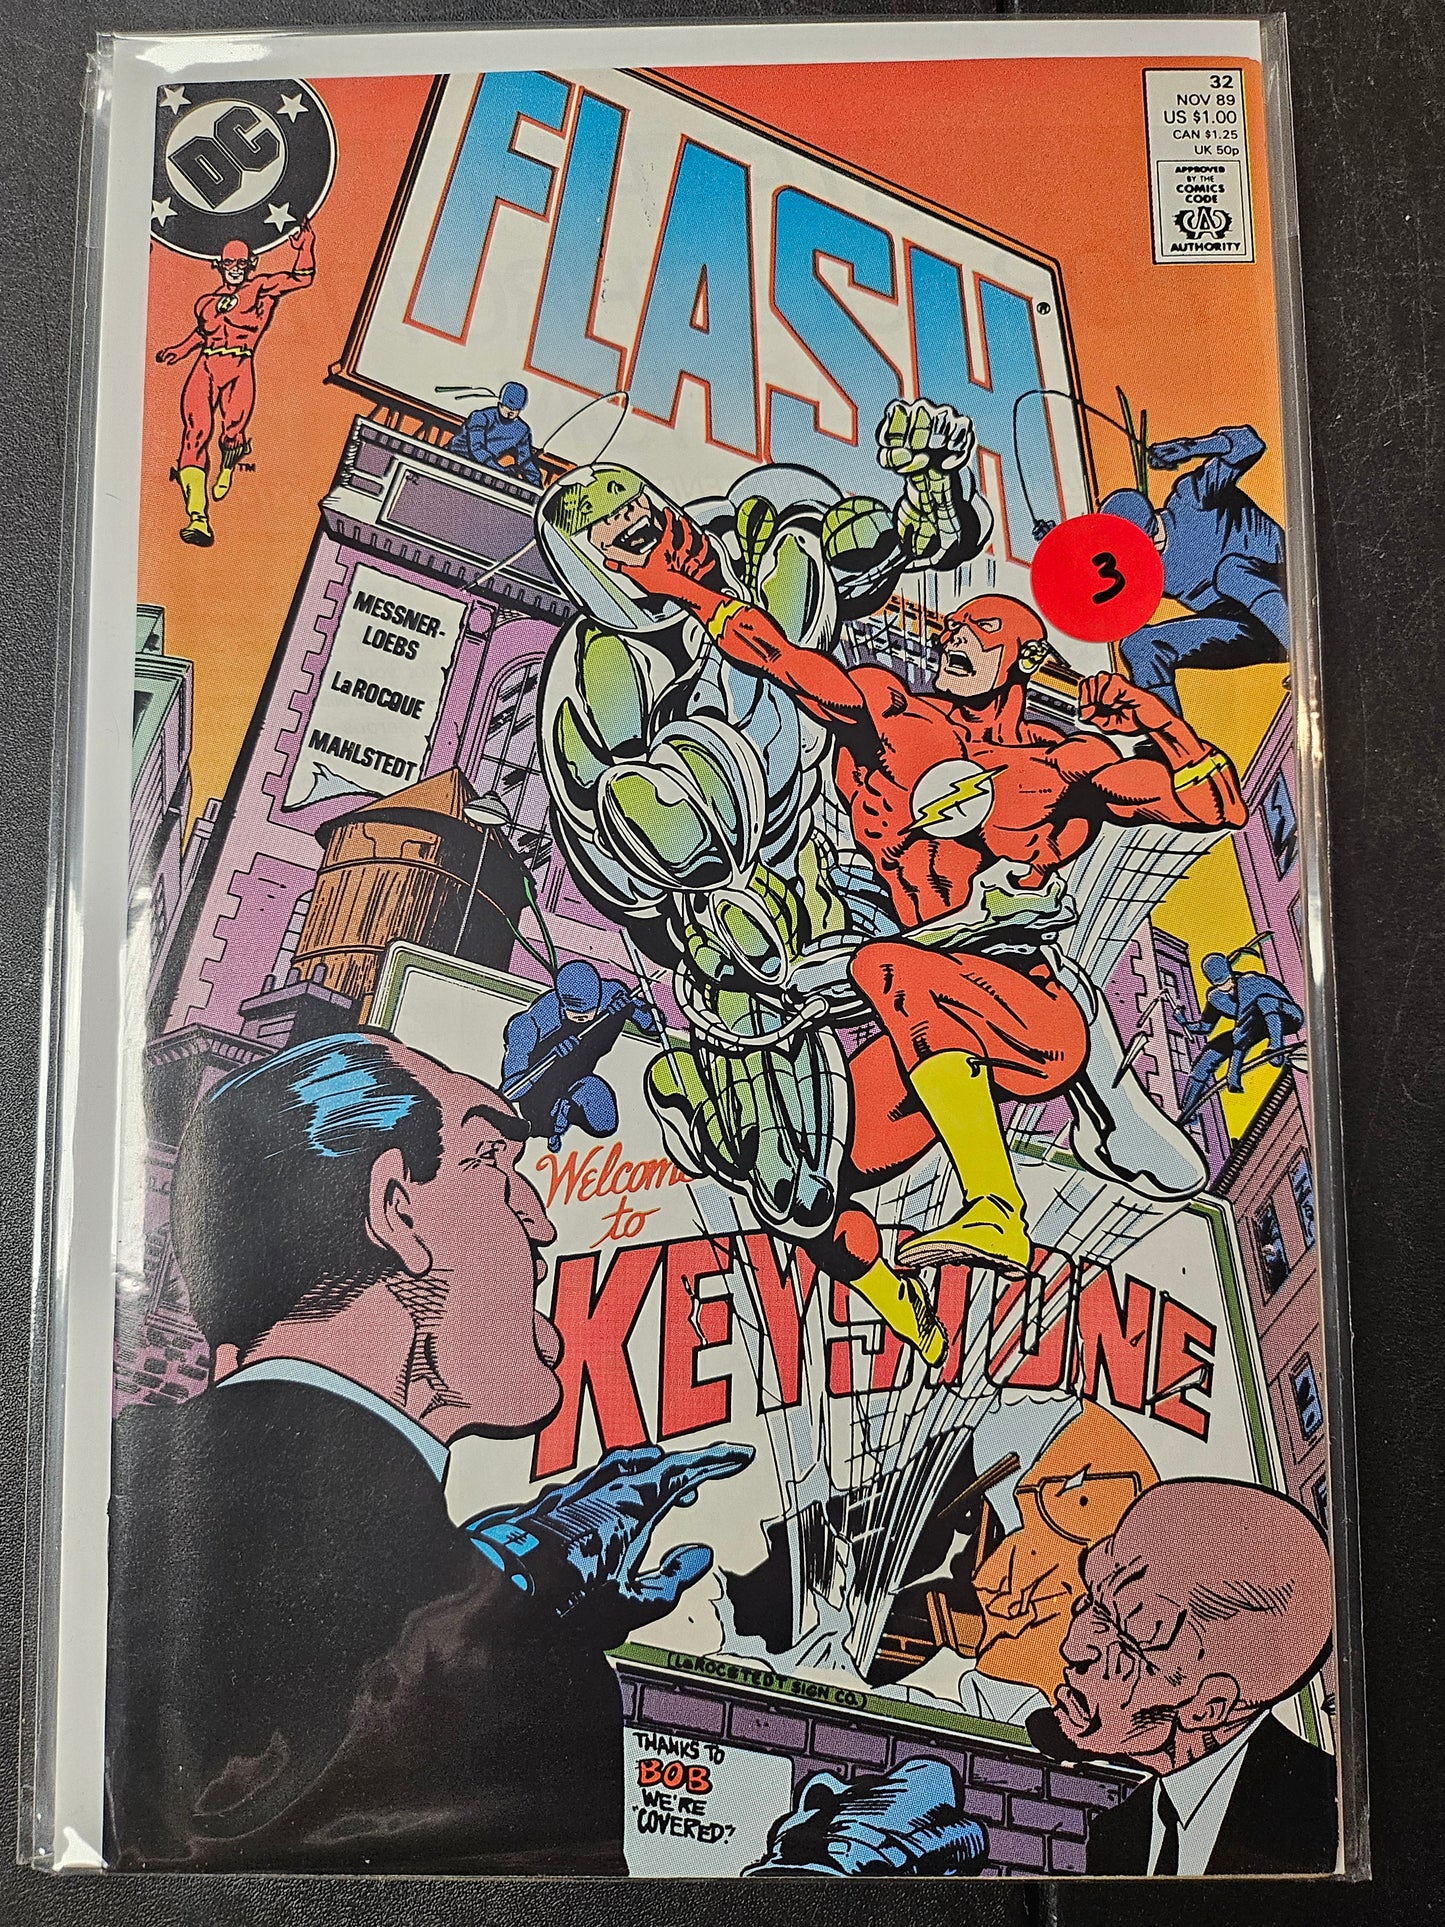 DC
TM
FLASH®
32
NOV 89
US $1.00
CAN $1.25
UK 50p
APPROVED
BY THE
COMICS
CODE
CA
AUTHORITY
3
MESSNER-
LOEBS
LaROCQUE
MAHLSTEDT
Welcome
to
KEYSTONE
LaROCSTEDT SIGN CO.
THANKS TO
BOB
WE'RE
"COVERED"